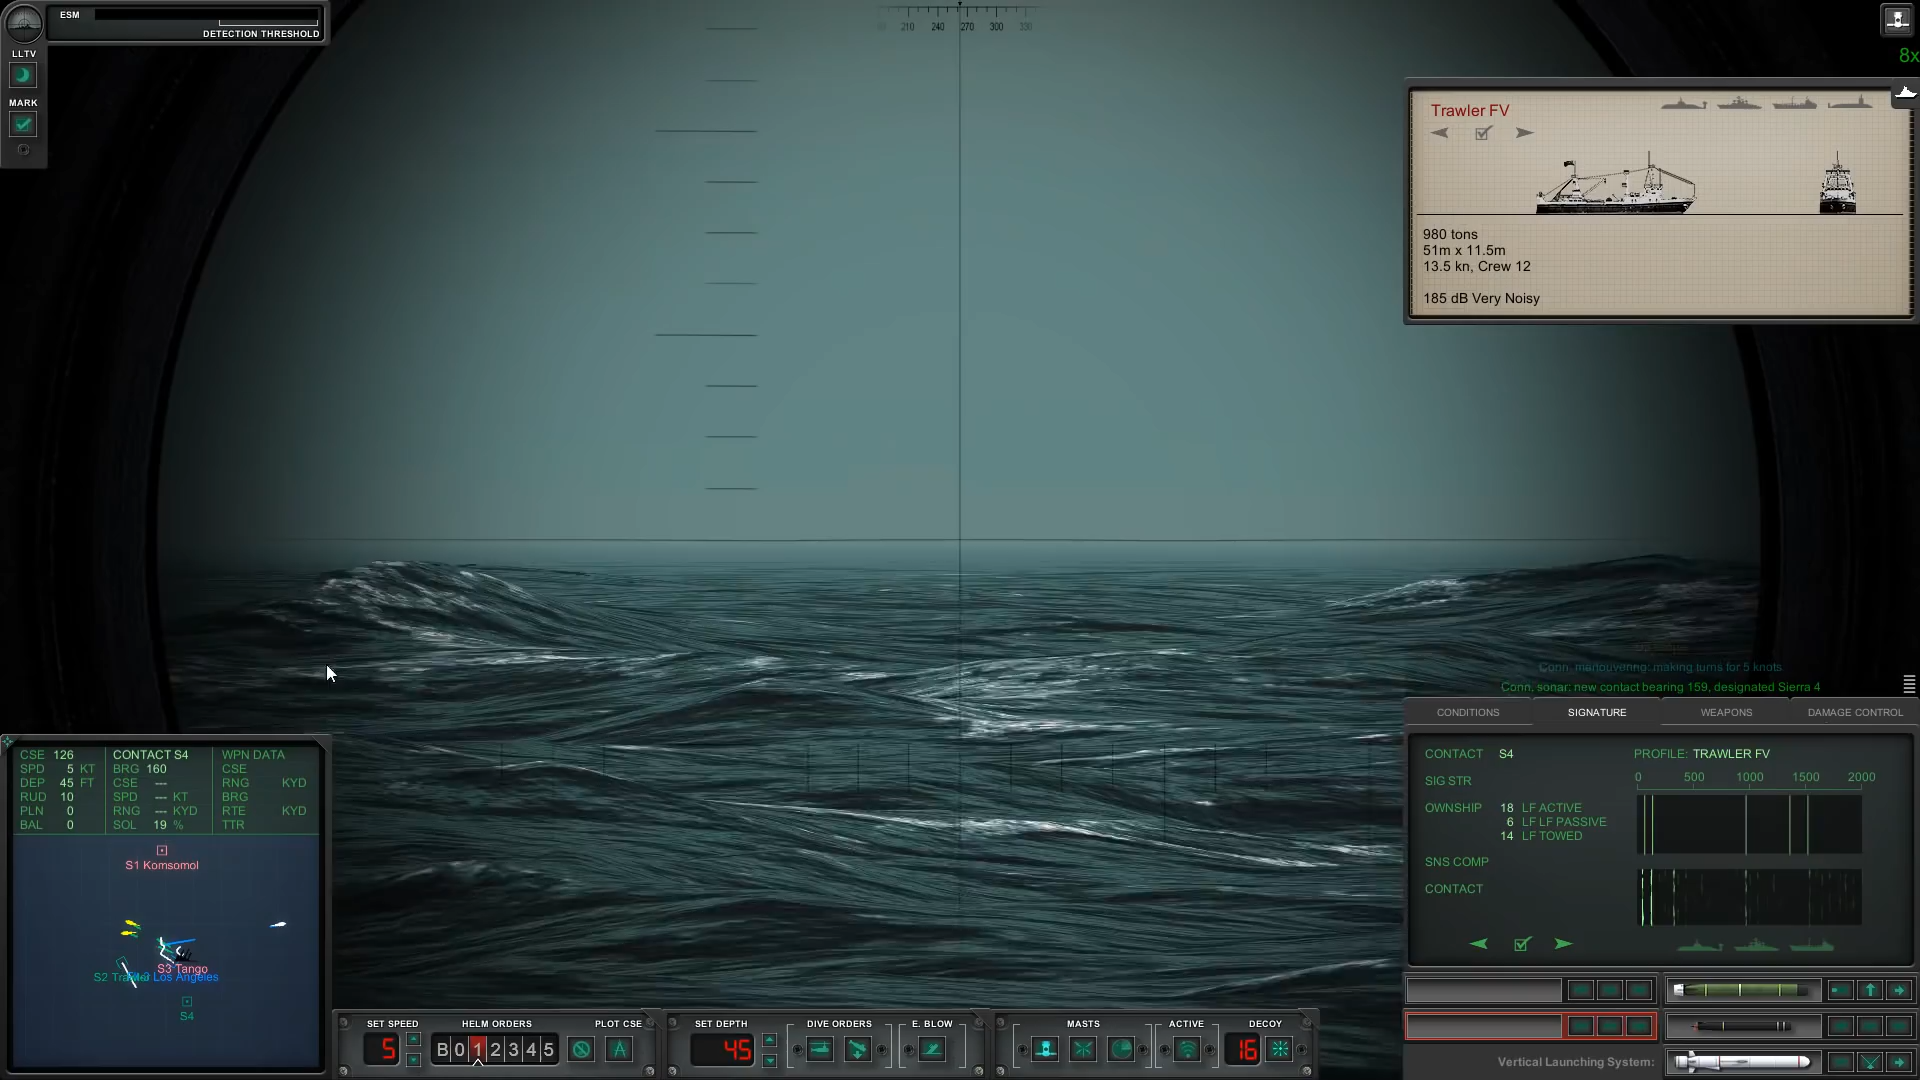 ESM
DETECTION THRESHOLD
LLTV
MARK
210 240 270 300 330
8x
Trawler FV
980 tons
51m x 11.5m
13.5 kn, Crew 12
185 dB Very Noisy
Conn, maneuvering: making turns for 5 knots
Conn, sonar: new contact bearing 159, designated Sierra 4
CONDITIONS SIGNATURE WEAPONS DAMAGE CONTROL
CONTACT S4 PROFILE: TRAWLER FV
SIG STR 0 500 1000 1500 2000
OWNSHIP 18 LF ACTIVE
6 LF LF PASSIVE
14 LF TOWED
SNS COMP
CONTACT
Vertical Launching System:
CSE 126 CONTACT S4 WPN DATA
SPD 5 KT BRG 160 CSE
DEP 45 FT CSE --- RNG KYD
RUD 10 SPD --- KT BRG
PLN 0 RNG --- KYD RTE KYD
BAL 0 SOL 19 % TTR
S1 Komsomol
S3 Tango
S2 Los Angeles
S4
SET SPEED HELM ORDERS PLOT CSE SET DEPTH DIVE ORDERS E. BLOW MASTS ACTIVE DECOY
5 B 0 1 2 3 4 5 45 16